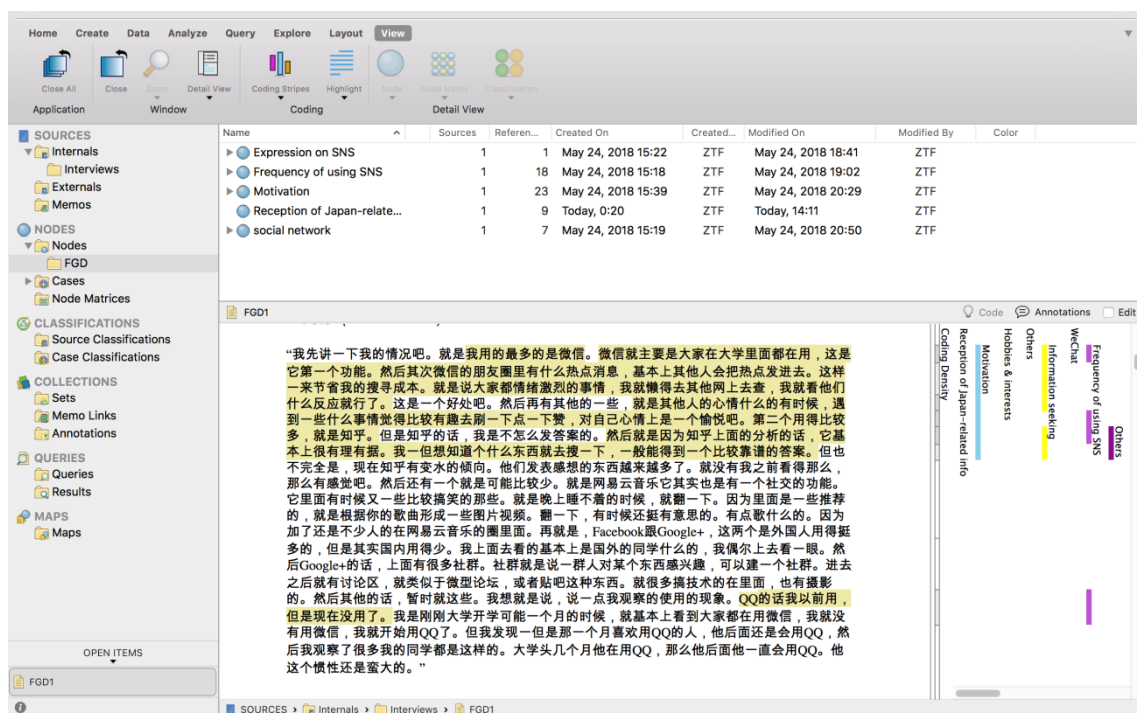 Home Create Data Analyze Query Explore Layout View
Close All Close Zoom Detail View Coding Stripes Highlight Node Node Matrix Classification
Application Window Coding Detail View
SOURCES
Internals
Interviews
Externals
Memos
NODES
Nodes
FGD
Cases
Node Matrices
CLASSIFICATIONS
Source Classifications
Case Classifications
COLLECTIONS
Sets
Memo Links
Annotations
QUERIES
Queries
Results
MAPS
Maps
OPEN ITEMS
FGD1
Name Sources Referen... Created On Created... Modified On Modified By Color
Expression on SNS 1 1 May 24, 2018 15:22 ZTF May 24, 2018 18:41 ZTF
Frequency of using SNS 1 18 May 24, 2018 15:18 ZTF May 24, 2018 19:02 ZTF
Motivation 1 23 May 24, 2018 15:39 ZTF May 24, 2018 20:29 ZTF
Reception of Japan-relate... 1 9 Today, 0:20 ZTF Today, 14:11 ZTF
social network 1 7 May 24, 2018 15:19 ZTF May 24, 2018 20:50 ZTF
FGD1 Code Annotations Edit
“我先讲一下我的情况吧。就是我用的最多的是微信。微信就主要是大家在大学里面都在用，这是
它第一个功能。然后其次微信的朋友圈里有什么热点消息，基本上其他人会把热点发进去。这样
一来节省我的搜寻成本。就是说大家都情绪激烈的事情，我就懒得去其他网上去查，我就看他们
什么反应就行了。这是一个好处吧。然后再有其他的一些，就是其他人的心情什么的有时候，遇
到一些什么事情觉得比较有趣去刷一下点一下赞，对自己心情上是一个愉悦吧。第二个用得比较
多，就是知乎。但是知乎的话，我是不怎么发答案的。然后就是因为知乎上面的分析的话，它基
本上很有理有据。我一但想知道个什么东西就去搜一下，一般能得到一个比较靠谱的答案。但也
不完全是，现在知乎有变水的倾向。他们发表感想的东西越来越多了。就没有我之前看得那么，
那么有感觉吧。然后还有一个就是可能比较少。就是网易云音乐它其实也是有一个社交的功能。
它里面有时候又一些比较搞笑的那些。就是晚上睡不着的时候，就翻一下。因为里面是一些推荐
的，就是根据你的歌曲形成一些图片视频。翻一下，有时候还挺有意思的。有点歌什么的。因为
加了还是不少人的在网易云音乐的圈里面。再就是，Facebook跟Google+，这两个是外国人用得挺
多的，但是其实国内用得少。我上面去看的基本上是国外的同学什么的，我偶尔上去看一眼。然
后Google+的话，上面有很多社群。社群就是说一群人对某个东西感兴趣，可以建一个社群。进去
之后就有讨论区，就类似于微型论坛，或者贴吧这种东西。就很多搞技术的在里面，也有摄影
的。然后其他的话，暂时就这些。我想就是说，说一点我观察的使用的现象。QQ的话我以前用，
但是现在没用了。我是刚刚大学开学可能一个月的时候，就基本上看到大家都在用微信，我就没
有用微信，我就开始用QQ了。但我发现一但是那一个月喜欢用QQ的人，他后面还是会用QQ，然
后我观察了很多我的同学都是这样的。大学头几个月他在用QQ，那么他后面他一直会用QQ。他
这个惯性还是蛮大的。”
Coding Density
Reception of Japan-related info
Motivation
Hobbies & interests
Others
Information seeking
WeChat
Frequency of using SNS
Others
SOURCES > Internals > Interviews > FGD1